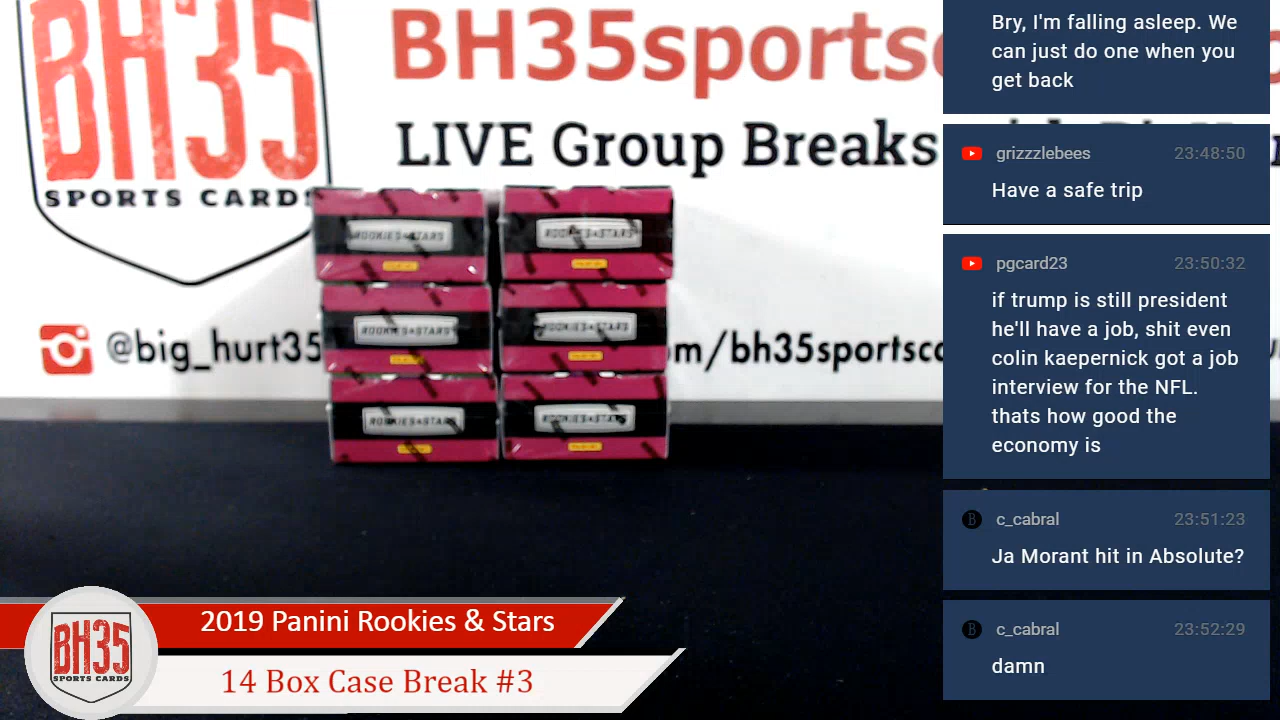 BH35
SPORTS CARDS
BH35sportsc
LIVE Group Breaks
@big_hurt35
om/bh35sportsc
ROOKIES & STARS
ROOKIES & STARS
ROOKIES & STARS
ROOKIES & STARS
ROOKIES & STARS
ROOKIES & STARS
BH35
SPORTS CARDS
2019 Panini Rookies & Stars
14 Box Case Break #3
Bry, I'm falling asleep. We
can just do one when you
get back
grizzzlebees 23:48:50
Have a safe trip
pgcard23 23:50:32
if trump is still president
he'll have a job, shit even
colin kaepernick got a job
interview for the NFL.
thats how good the
economy is
c_cabral 23:51:23
Ja Morant hit in Absolute?
c_cabral 23:52:29
damn